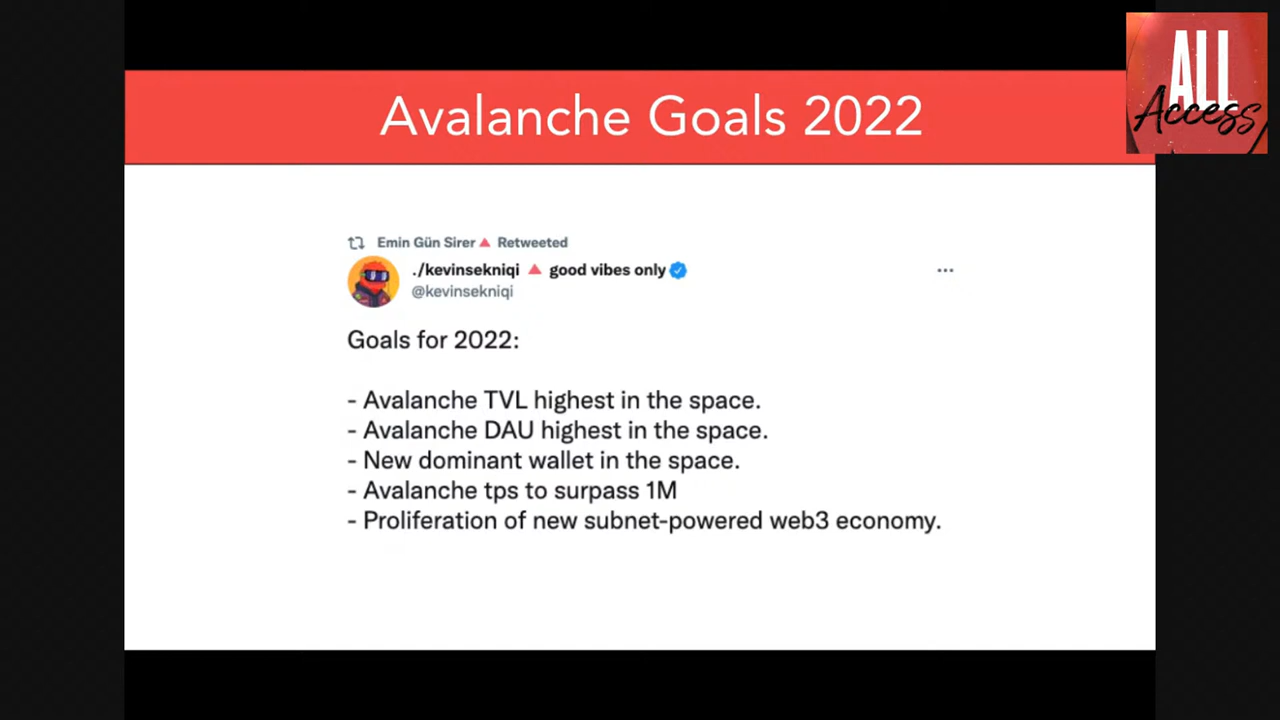 ALL
Access
Avalanche Goals 2022
Emin Gün Sirer🔺 Retweeted
./kevinsekniqi 🔺 good vibes only
@kevinsekniqi
Goals for 2022:
- Avalanche TVL highest in the space.
- Avalanche DAU highest in the space.
- New dominant wallet in the space.
- Avalanche tps to surpass 1M
- Proliferation of new subnet-powered web3 economy.